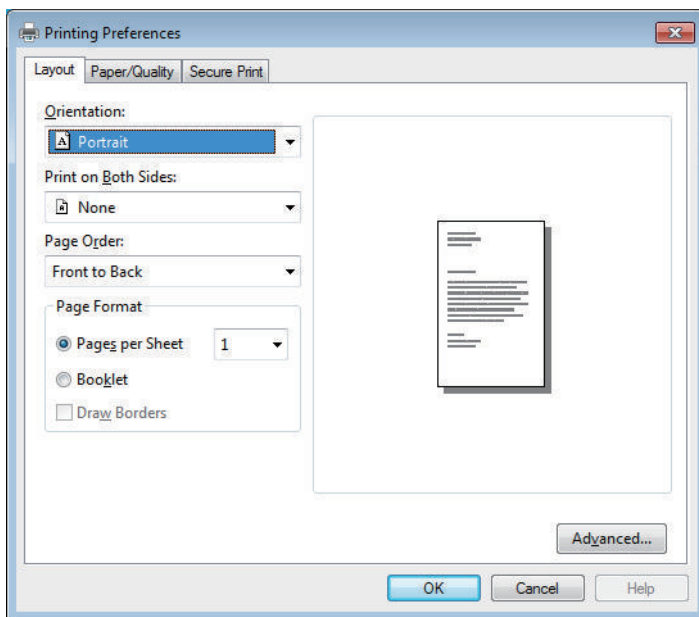 Printing Preferences
Layout Paper/Quality Secure Print
Orientation:
A Portrait
Print on Both Sides:
None
Page Order:
Front to Back
Page Format
Pages per Sheet 1
Booklet
Draw Borders
Advanced...
OK Cancel Help